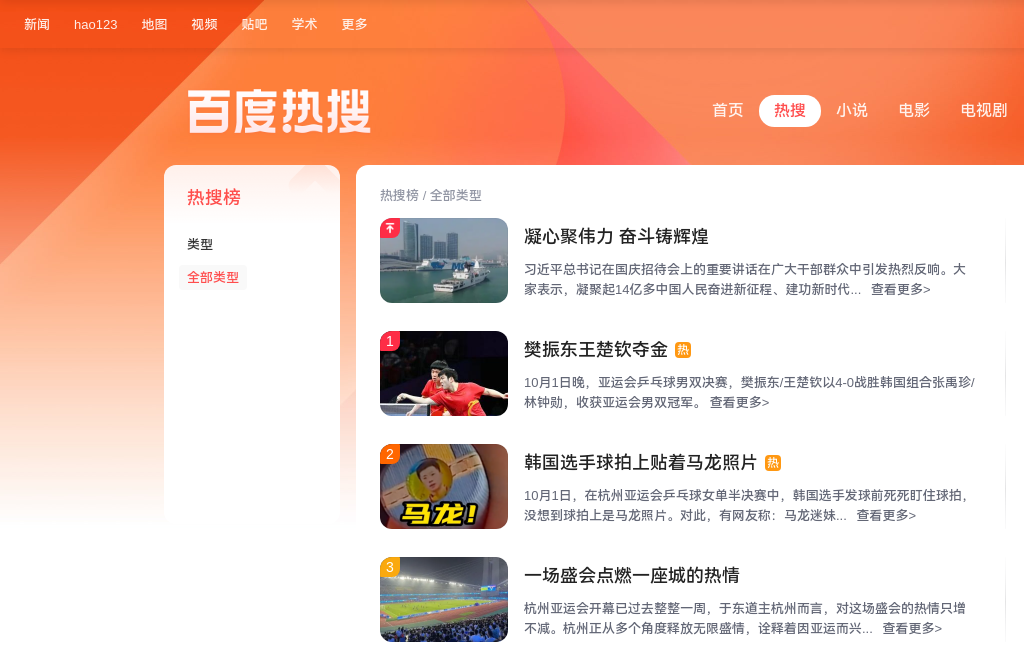 新闻 hao123 地图 视频 贴吧 学术 更多
百度热搜
首页 热搜 小说 电影 电视剧
热搜榜
类型
全部类型
热搜榜 / 全部类型
凝心聚伟力 奋斗铸辉煌
习近平总书记在国庆招待会上的重要讲话在广大干部群众中引发热烈反响。大
家表示，凝聚起14亿多中国人民奋进新征程、建功新时代... 查看更多>
1
樊振东王楚钦夺金 热
10月1日晚，亚运会乒乓球男双决赛，樊振东/王楚钦以4-0战胜韩国组合张禹珍/
林钟勋，收获亚运会男双冠军。 查看更多>
2
马龙!
韩国选手球拍上贴着马龙照片 热
10月1日，在杭州亚运会乒乓球女单半决赛中，韩国选手发球前死死盯住球拍，
没想到球拍上是马龙照片。对此，有网友称：马龙迷妹... 查看更多>
3
一场盛会点燃一座城的热情
杭州亚运会开幕已过去整整一周，于东道主杭州而言，对这场盛会的热情只增
不减。杭州正从多个角度释放无限盛情，诠释着因亚运而兴... 查看更多>